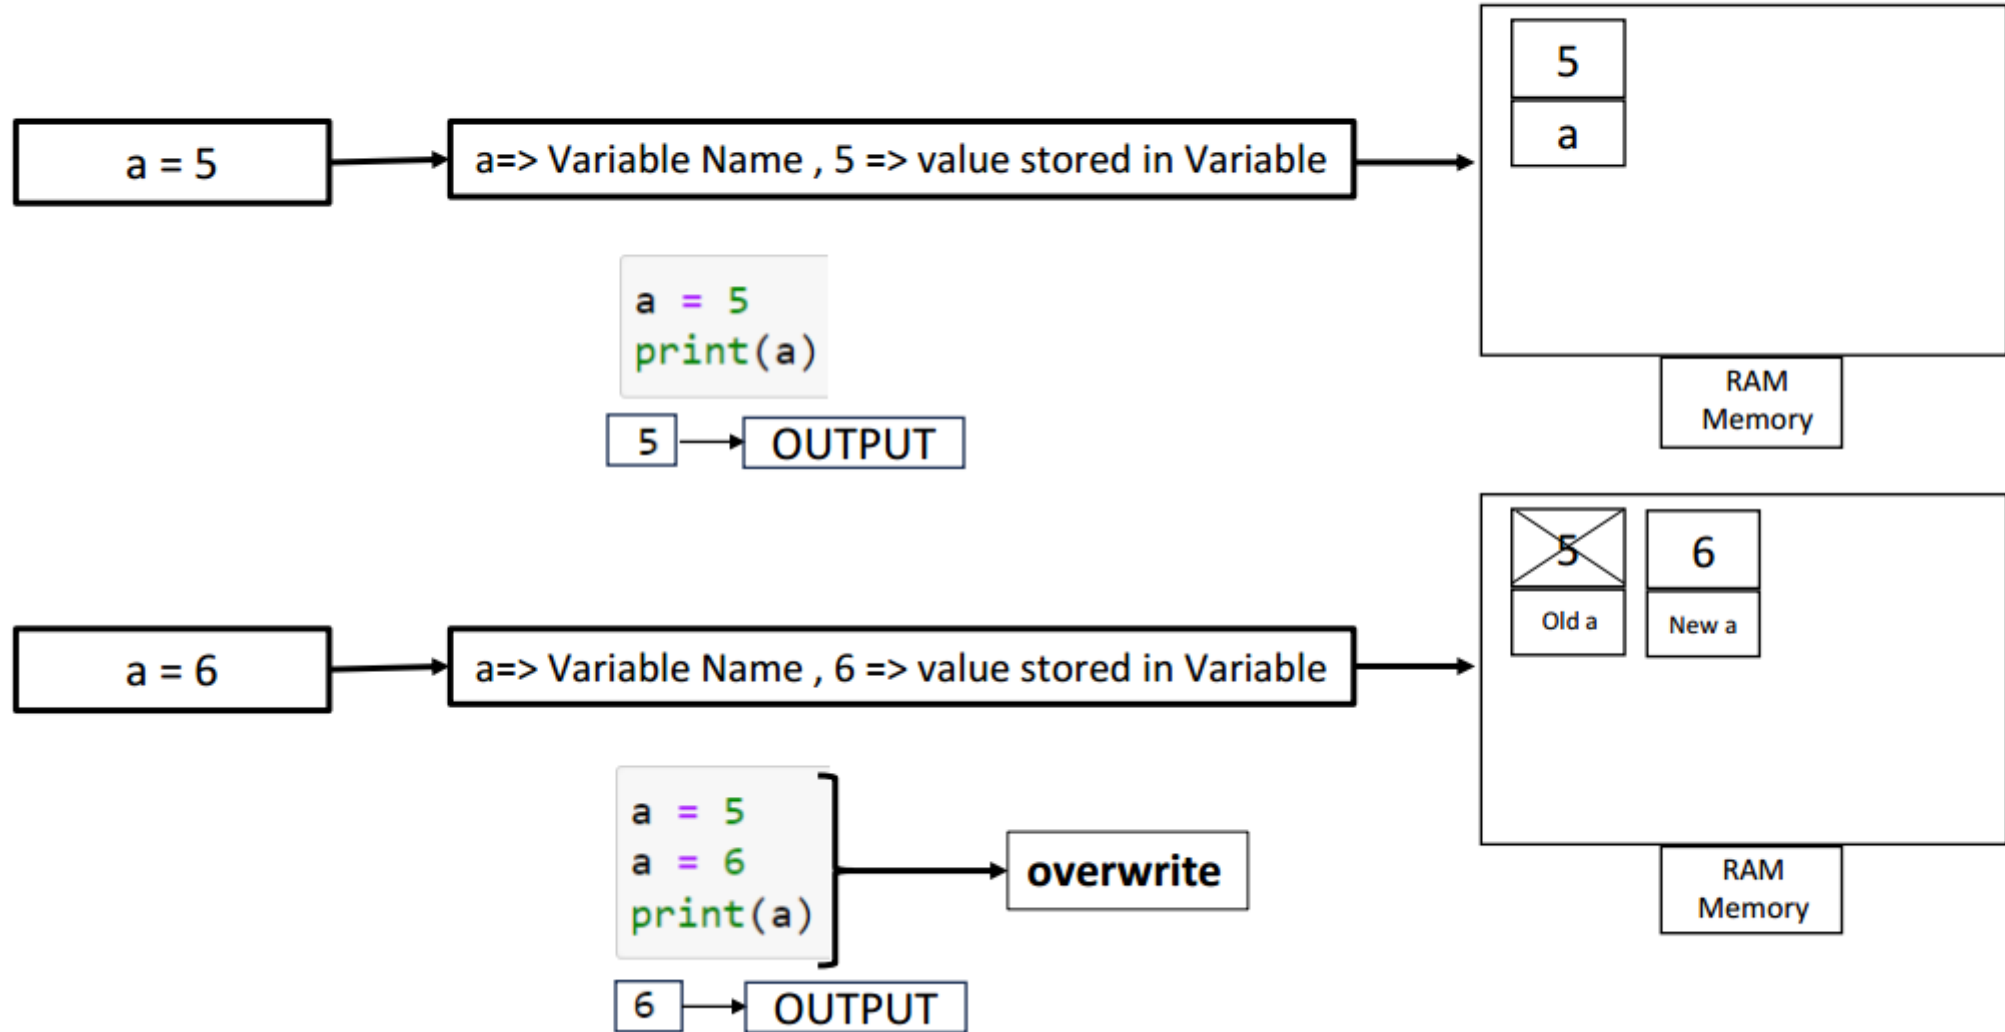 5
a
a = 5
a=> Variable Name , 5 => value stored in Variable
a = 5
print(a)
RAM
Memory
5
OUTPUT
5
6
Old a
New a
a = 6
a=> Variable Name , 6 => value stored in Variable
a = 5
a = 6
print(a)
overwrite
RAM
Memory
6
OUTPUT